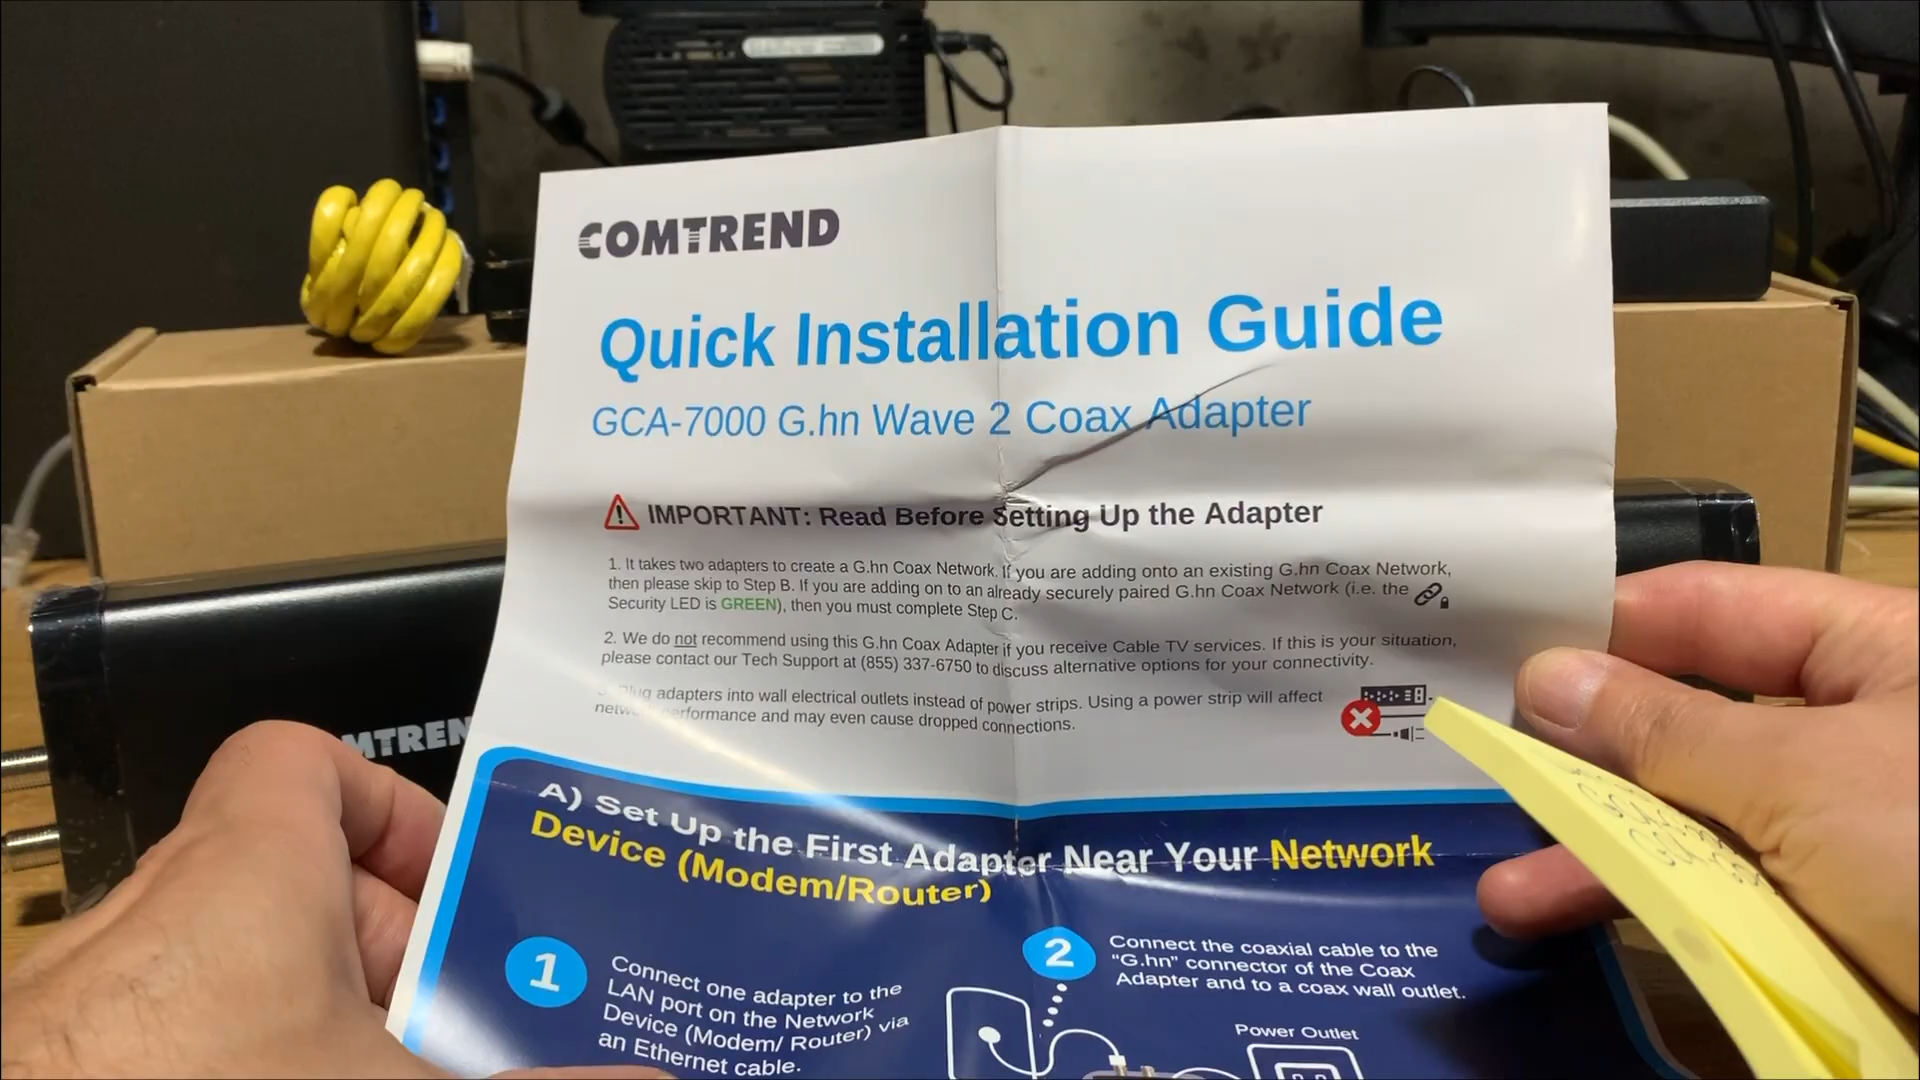 COMTREND
Quick Installation Guide
GCA-7000 G.hn Wave 2 Coax Adapter
IMPORTANT: Read Before Setting Up the Adapter
1. It takes two adapters to create a G.hn Coax Network. If you are adding onto an existing G.hn Coax Network,
then please skip to Step B. If you are adding on to an already securely paired G.hn Coax Network (i.e. the
Security LED is GREEN), then you must complete Step C.
2. We do not recommend using this G.hn Coax Adapter if you receive Cable TV services. If this is your situation,
please contact our Tech Support at (855) 337-6750 to discuss alternative options for your connectivity.
3. Plug adapters into wall electrical outlets instead of power strips. Using a power strip will affect
network performance and may even cause dropped connections.
MTREN
A) Set Up the First Adapter Near Your Network
Device (Modem/Router)
1
Connect one adapter to the
LAN port on the Network
Device (Modem/ Router) via
an Ethernet cable.
2
Connect the coaxial cable to the
“G.hn” connector of the Coax
Adapter and to a coax wall outlet.
Power Outlet